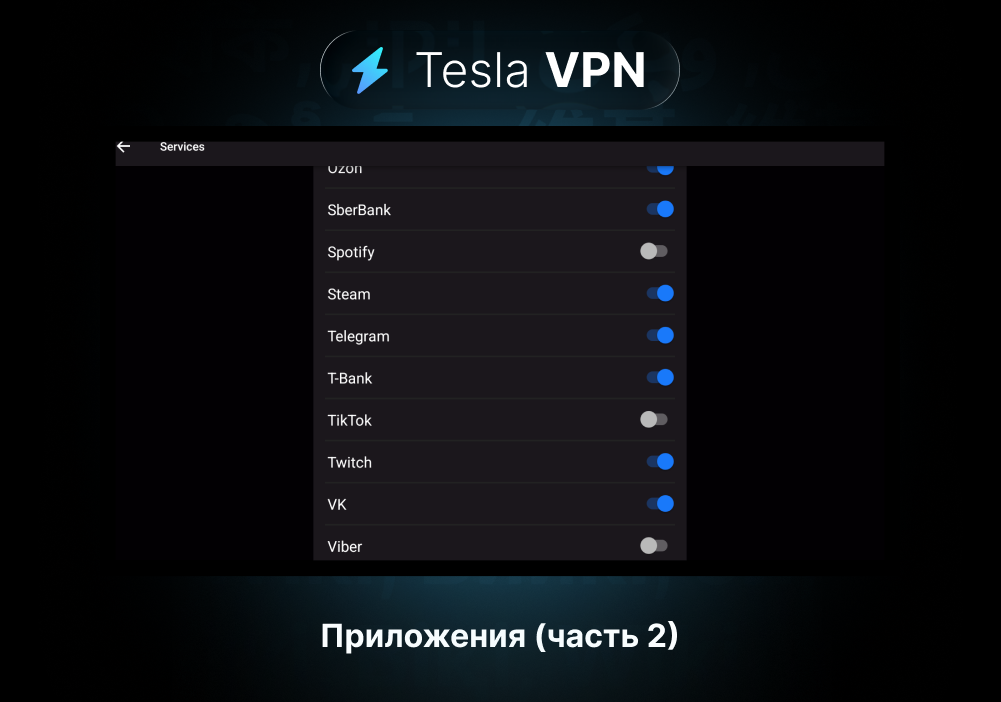 Tesla VPN
Services
Ozon
SberBank
Spotify
Steam
Telegram
T-Bank
TikTok
Twitch
VK
Viber
Приложения (часть 2)